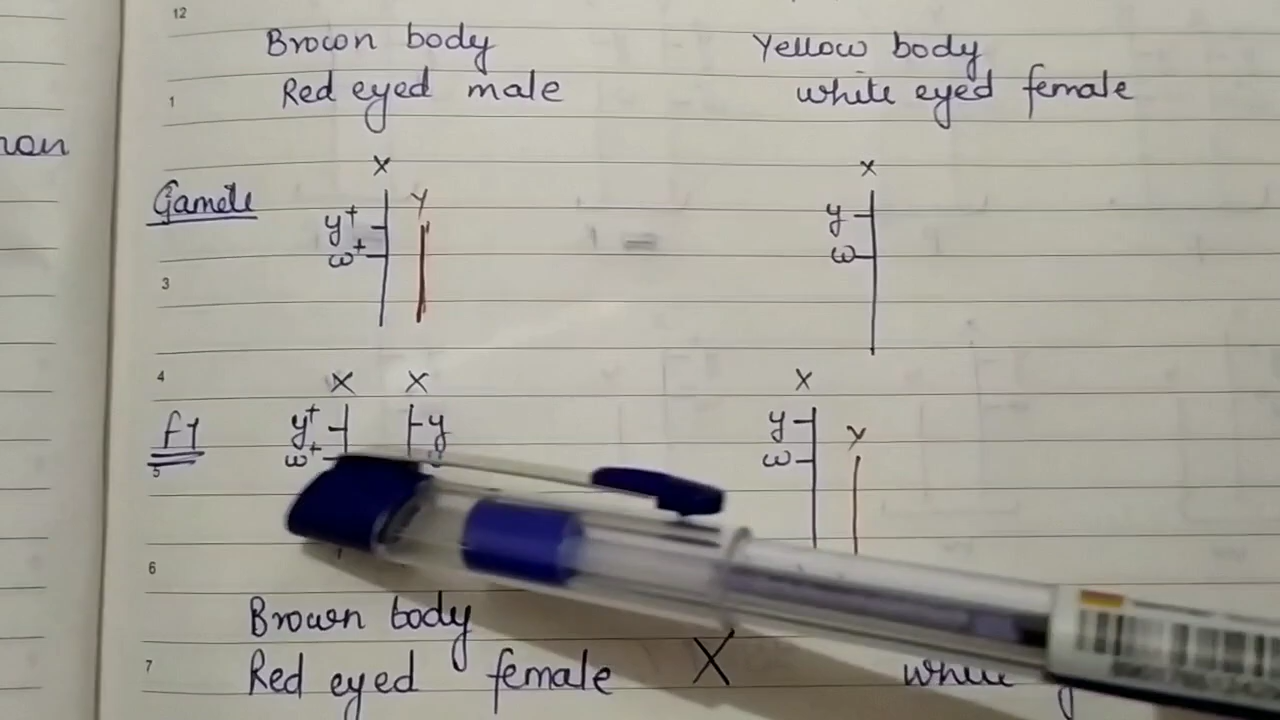 12
Brown body
Yellow body
1
Red eyed male
white eyed female
X
X
Gamete
Y
y+
w+
y
w
3
4
X X
X
F1
y+ y
w+
y
w
Y
5
6
Brown body
7
Red eyed female X